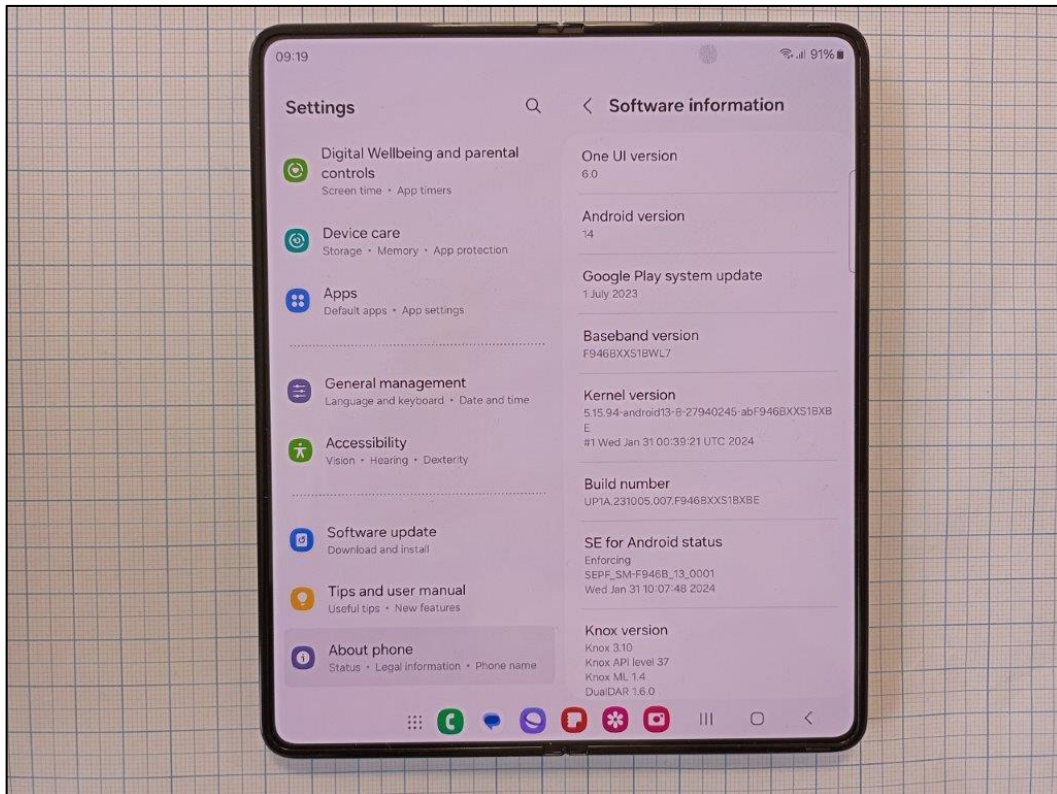 09:19
91%
Settings
Digital Wellbeing and parental
controls
Screen time • App timers
Device care
Storage • Memory • App protection
Apps
Default apps • App settings
General management
Language and keyboard • Date and time
Accessibility
Vision • Hearing • Dexterity
Software update
Download and install
Tips and user manual
Useful tips • New features
About phone
Status • Legal information • Phone name
Software information
One UI version
6.0
Android version
14
Google Play system update
1 July 2023
Baseband version
F946BXXS1BWL7
Kernel version
5.15.94-android13-8-27940245-abF946BXXS1BXB
E
#1 Wed Jan 31 00:39:21 UTC 2024
Build number
UP1A.231005.007.F946BXXS1BXBE
SE for Android status
Enforcing
SEPF_SM-F946B_13_0001
Wed Jan 31 10:07:48 2024
Knox version
Knox 3.10
Knox API level 37
Knox ML 1.4
DualDAR 1.6.0